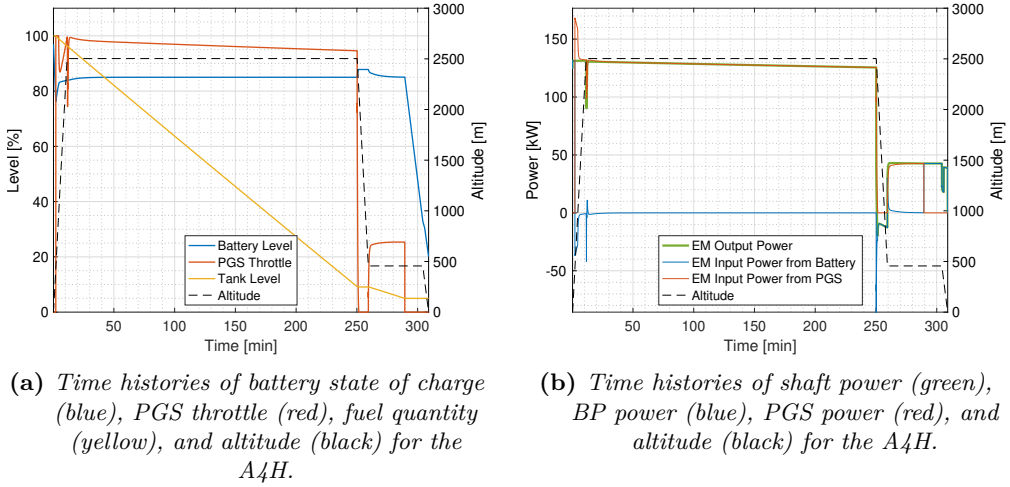 100
80
60
40
20
0
Level [%]
3000
2500
2000
1500
1000
500
0
Altitude [m]
Battery Level
PGS Throttle
Tank Level
Altitude
50 100 150 200 250 300
Time [min]
150
100
50
0
-50
Power [kW]
3000
2500
2000
1500
1000
500
0
Altitude [m]
EM Output Power
EM Input Power from Battery
EM Input Power from PGS
Altitude
50 100 150 200 250 300
Time [min]
(a) Time histories of battery state of charge
(blue), PGS throttle (red), fuel quantity
(yellow), and altitude (black) for the
A4H.
(b) Time histories of shaft power (green),
BP power (blue), PGS power (red), and
altitude (black) for the A4H.